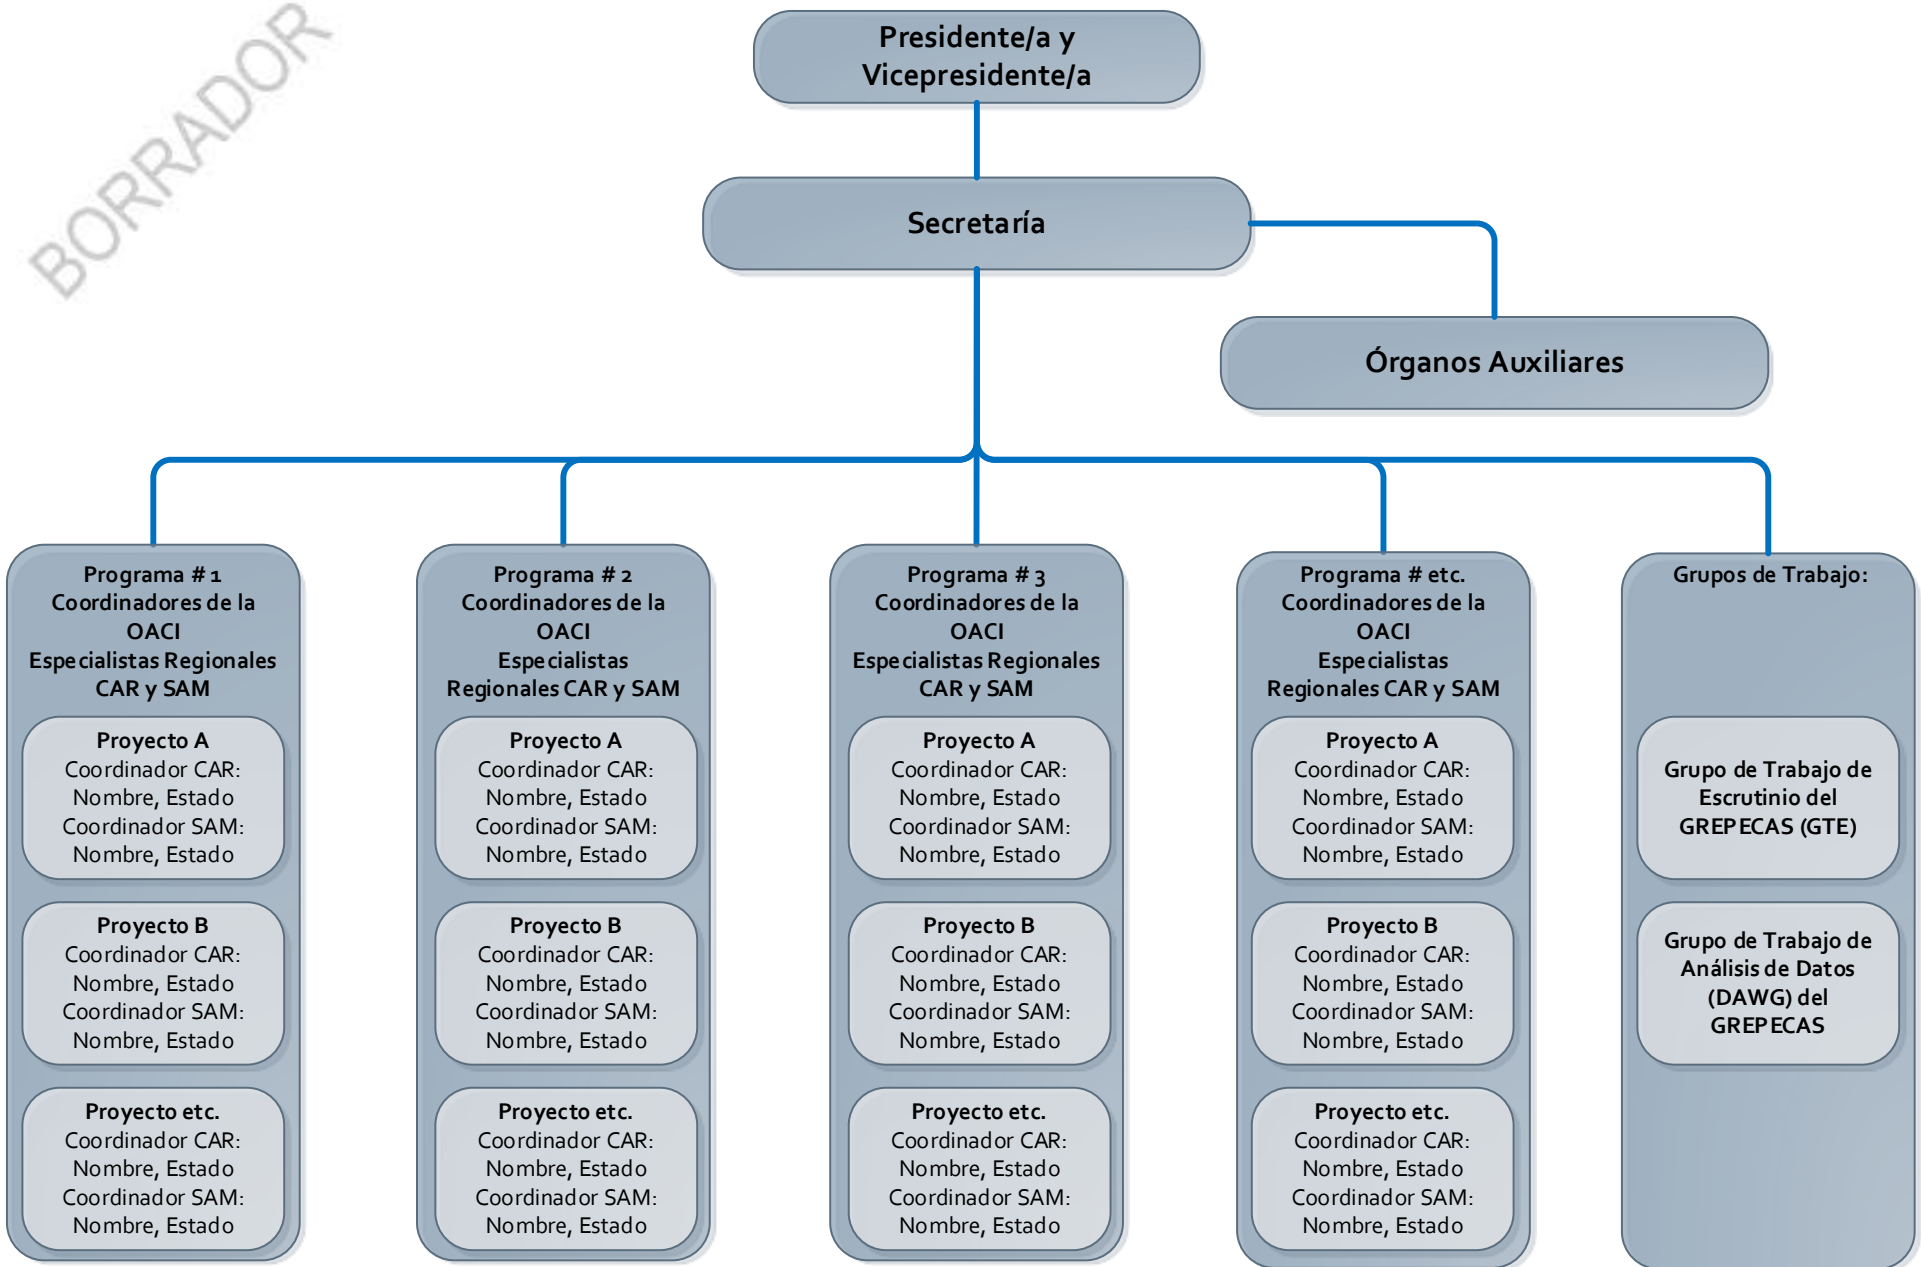 BORRADOR
Presidente/a y
Vicepresidente/a
Secretaría
Órganos Auxiliares
Programa # 1
Coordinadores de la
OACI
Especialistas Regionales
CAR y SAM
Proyecto A
Coordinador CAR:
Nombre, Estado
Coordinador SAM:
Nombre, Estado
Proyecto B
Coordinador CAR:
Nombre, Estado
Coordinador SAM:
Nombre, Estado
Proyecto etc.
Coordinador CAR:
Nombre, Estado
Coordinador SAM:
Nombre, Estado
Programa # 2
Coordinadores de la
OACI
Especialistas
Regionales CAR y SAM
Proyecto A
Coordinador CAR:
Nombre, Estado
Coordinador SAM:
Nombre, Estado
Proyecto B
Coordinador CAR:
Nombre, Estado
Coordinador SAM:
Nombre, Estado
Proyecto etc.
Coordinador CAR:
Nombre, Estado
Coordinador SAM:
Nombre, Estado
Programa # 3
Coordinadores de la
OACI
Especialistas Regionales
CAR y SAM
Proyecto A
Coordinador CAR:
Nombre, Estado
Coordinador SAM:
Nombre, Estado
Proyecto B
Coordinador CAR:
Nombre, Estado
Coordinador SAM:
Nombre, Estado
Proyecto etc.
Coordinador CAR:
Nombre, Estado
Coordinador SAM:
Nombre, Estado
Programa # etc.
Coordinadores de la
OACI
Especialistas
Regionales CAR y SAM
Proyecto A
Coordinador CAR:
Nombre, Estado
Coordinador SAM:
Nombre, Estado
Proyecto B
Coordinador CAR:
Nombre, Estado
Coordinador SAM:
Nombre, Estado
Proyecto etc.
Coordinador CAR:
Nombre, Estado
Coordinador SAM:
Nombre, Estado
Grupos de Trabajo:
Grupo de Trabajo de
Escrutinio del
GREPECAS (GTE)
Grupo de Trabajo de
Análisis de Datos
(DAWG) del
GREPECAS